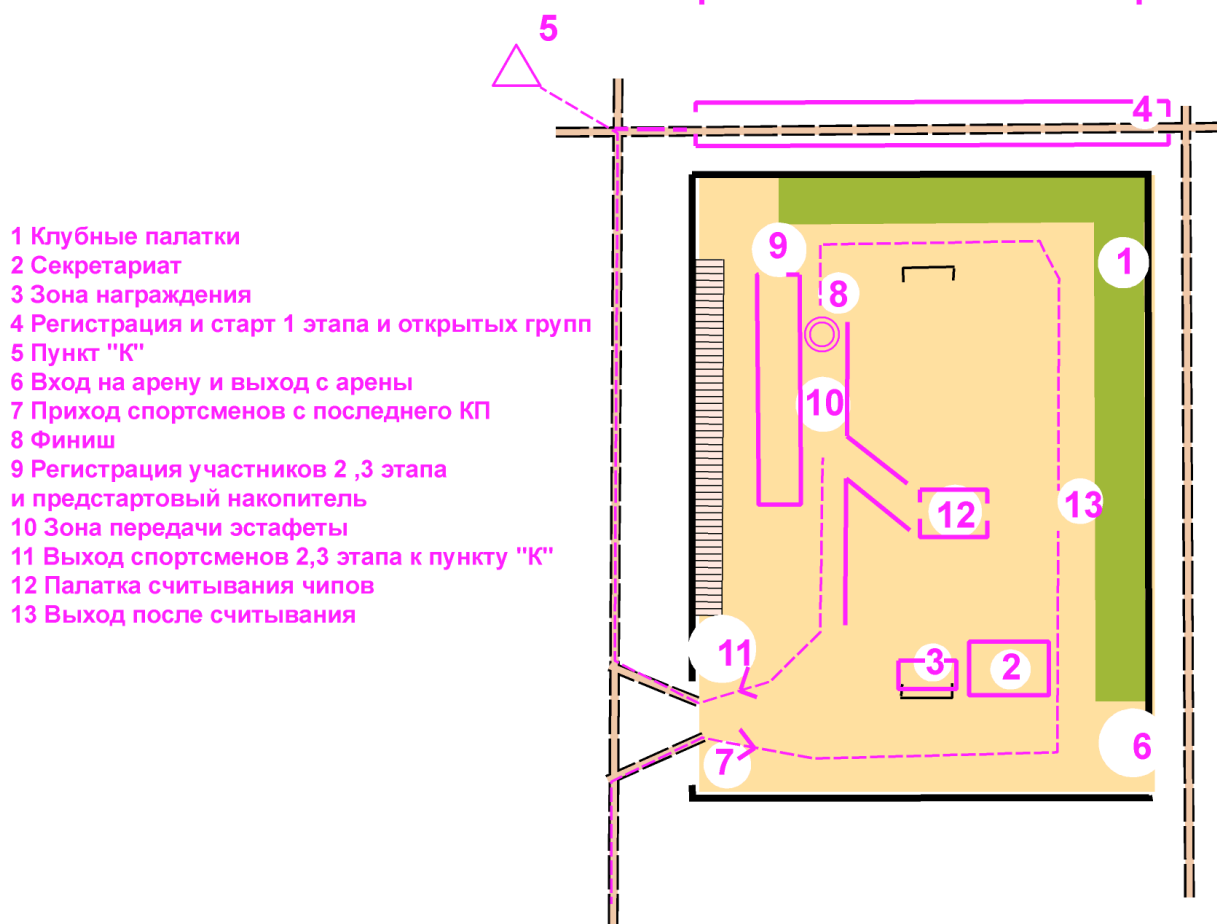 5
4
1 Клубные палатки
2 Секретариат
3 Зона награждения
4 Регистрация и старт 1 этапа и открытых групп
5 Пункт "К"
6 Вход на арену и выход с арены
7 Приход спортсменов с последнего КП
8 Финиш
9 Регистрация участников 2 ,3 этапа
и предстартовый накопитель
10 Зона передачи эстафеты
11 Выход спортсменов 2,3 этапа к пункту "К"
12 Палатка считывания чипов
13 Выход после считывания
9
1
8
10
13
12
11
3
2
6
7